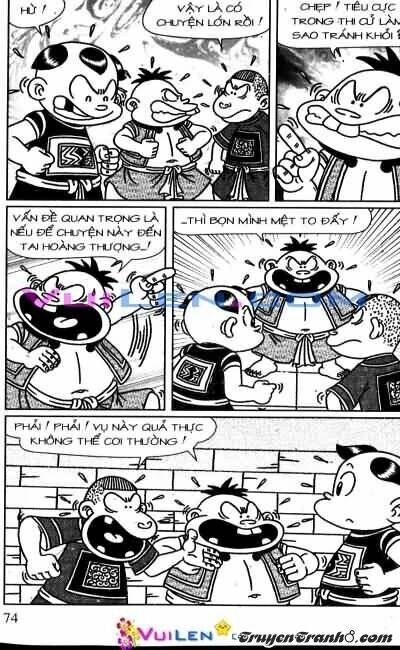 HỪ!
VẬY LÀ CÓ
CHUYỆN LỚN RỒI!
CHẸP! TIÊU CỰC
TRONG THI CỬ LÀM
SAO TRÁNH KHỎI?
VẤN ĐỀ QUAN TRỌNG LÀ
NẾU ĐỂ CHUYỆN NÀY ĐẾN
TAI HOÀNG THƯỢNG...!
...THÌ BỌN MÌNH MỆT TO ĐẤY!
VUILEN.COM
PHẢI! PHẢI! VỤ NÀY QUẢ THỰC
KHÔNG THỂ COI THƯỜNG!
74
VUILEN
TruyenTranh8.com